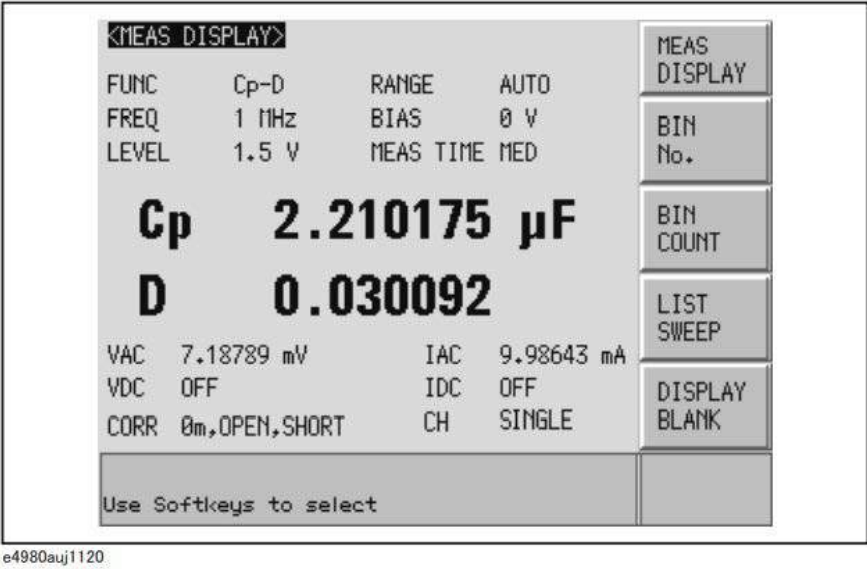 <MEAS DISPLAY>
FUNC Cp-D RANGE AUTO
FREQ 1 MHz BIAS 0 V
LEVEL 1.5 V MEAS TIME MED
Cp 2.210175 µF
D 0.030092
VAC 7.18789 mV IAC 9.98643 mA
VDC OFF IDC OFF
CORR 0m,OPEN,SHORT CH SINGLE
Use Softkeys to select
MEAS
DISPLAY
BIN
No.
BIN
COUNT
LIST
SWEEP
DISPLAY
BLANK
e4980auj1120